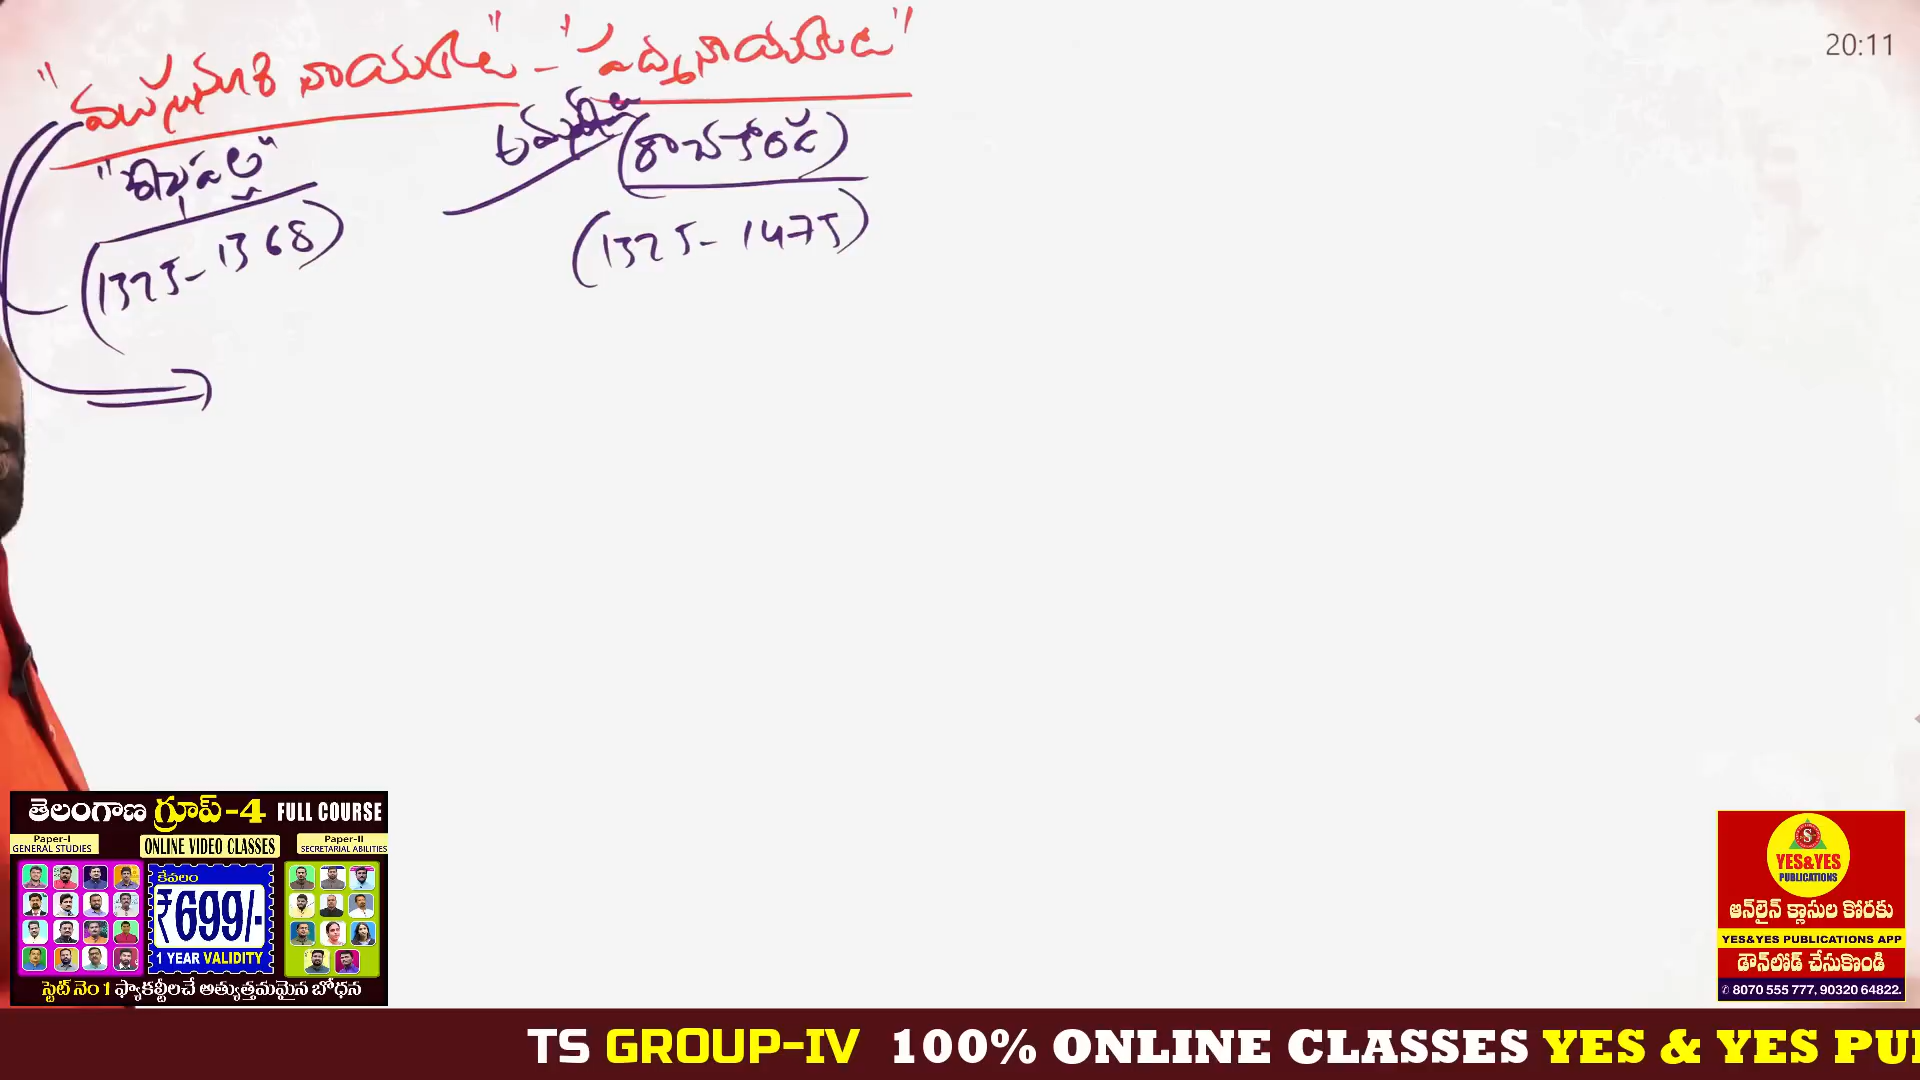 "ముసునూరి నాయకులు" - "పద్మనాయకులు"
(రాచకొండ)
(1325- 1368)
(1325- 1475)
20:11
తెలంగాణ గ్రూప్-4 FULL COURSE
Paper-I
GENERAL STUDIES
ONLINE VIDEO CLASSES
Paper-II
SECRETARIAL ABILITIES
కేవలం
₹699/-
1 YEAR VALIDITY
స్టేట్ నెం 1 ఫ్యాకల్టీలచే అత్యుత్తమమైన బోధన
S
YES&YES
PUBLICATIONS
ఆన్‌లైన్ క్లాసుల కోరకు
YES&YES PUBLICATIONS APP
డౌన్‌లోడ్ చేసుకొండి
✆ 8070 555 777, 90320 64822.
TS GROUP-IV 100% ONLINE CLASSES YES & YES PU